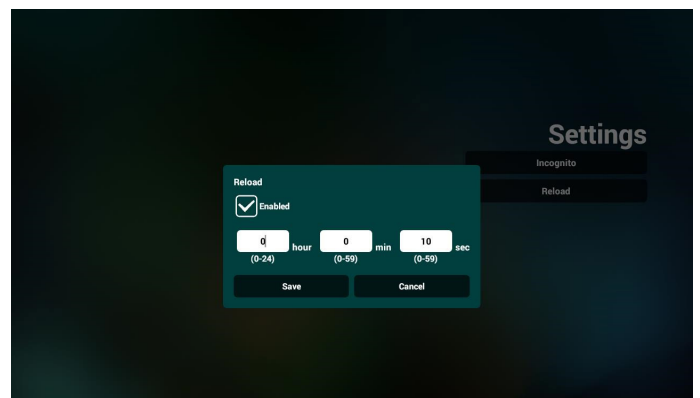 Settings
Incognito
Reload
Reload
Enabled
0 hour 0 min 10 sec
(0-24) (0-59) (0-59)
Save Cancel